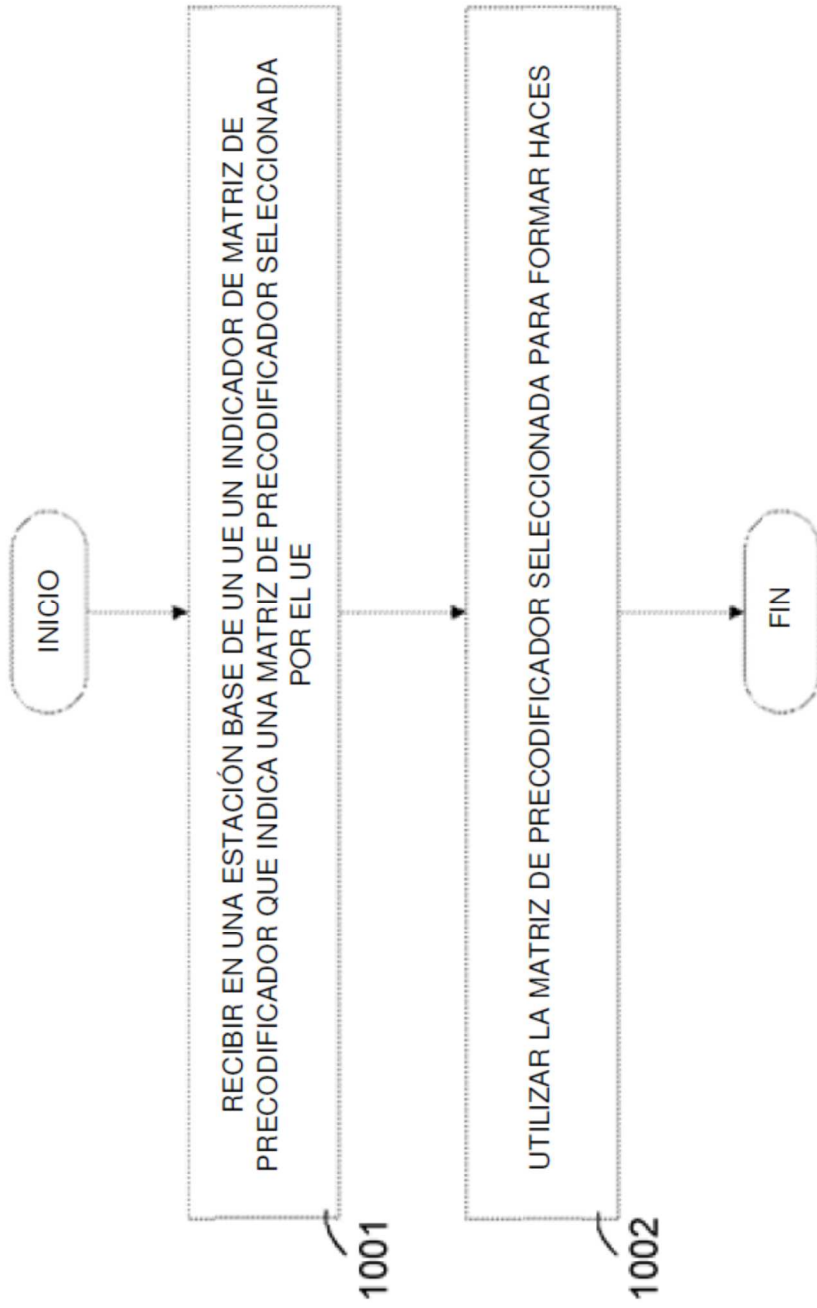 INICIO
RECIBIR EN UNA ESTACIÓN BASE DE UN UE UN INDICADOR DE MATRIZ DE
PRECODIFICADOR QUE INDICA UNA MATRIZ DE PRECODIFICADOR SELECCIONADA
POR EL UE
1001
UTILIZAR LA MATRIZ DE PRECODIFICADOR SELECCIONADA PARA FORMAR HACES
1002
FIN